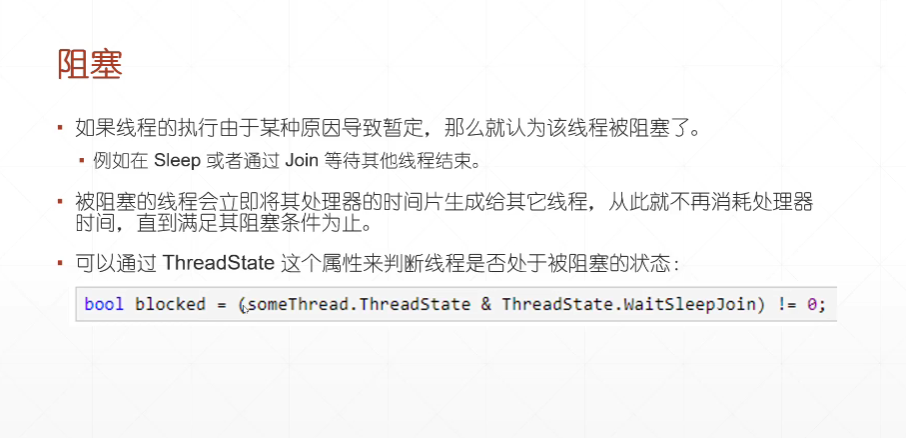 阻塞
▪ 如果线程的执行由于某种原因导致暂定，那么就认为该线程被阻塞了。
▪ 例如在 Sleep 或者通过 Join 等待其他线程结束。
▪ 被阻塞的线程会立即将其处理器的时间片生成给其它线程，从此就不再消耗处理器
时间，直到满足其阻塞条件为止。
▪ 可以通过 ThreadState 这个属性来判断线程是否处于被阻塞的状态：
bool blocked = (someThread.ThreadState & ThreadState.WaitSleepJoin) != 0;